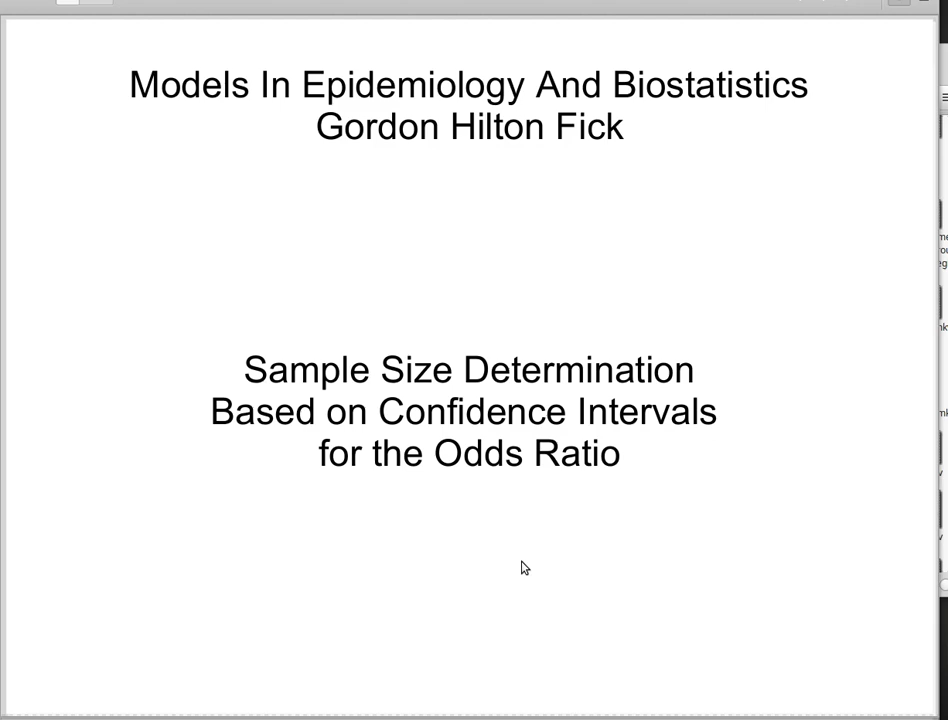 Models In Epidemiology And Biostatistics
Gordon Hilton Fick
Sample Size Determination
Based on Confidence Intervals
for the Odds Ratio